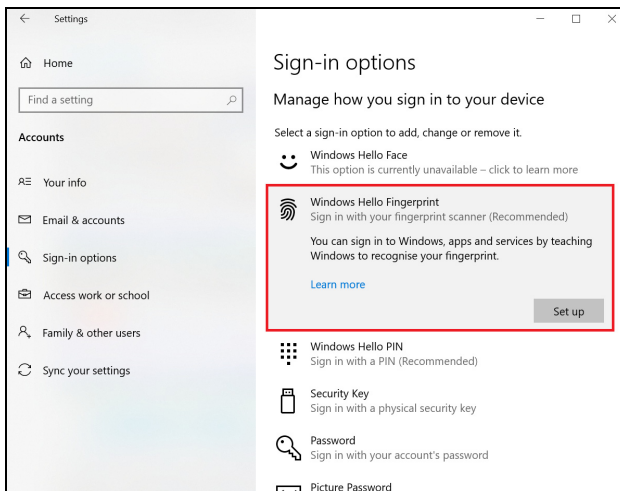 Settings
Home
Find a setting
Accounts
Your info
Email & accounts
Sign-in options
Access work or school
Family & other users
Sync your settings
Sign-in options
Manage how you sign in to your device
Select a sign-in option to add, change or remove it.
Windows Hello Face
This option is currently unavailable – click to learn more
Windows Hello Fingerprint
Sign in with your fingerprint scanner (Recommended)
You can sign in to Windows, apps and services by teaching
Windows to recognise your fingerprint.
Learn more
Set up
Windows Hello PIN
Sign in with a PIN (Recommended)
Security Key
Sign in with a physical security key
Password
Sign in with your account's password
Picture Password